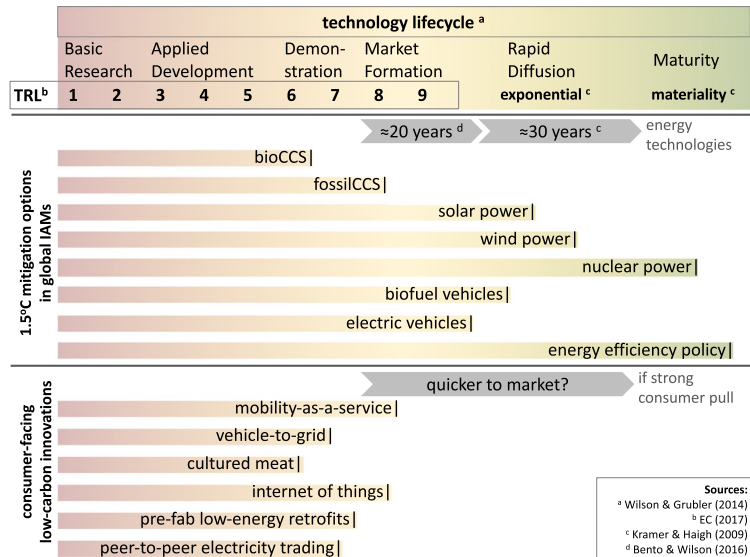 technology lifecycle a
Basic Research
Applied Development
Demon-stration
Market Formation
Rapid Diffusion
Maturity
TRLb 1 2 3 4 5 6 7 8 9 exponential c materiality c
≈20 years d ≈30 years c energy technologies
1.5°C mitigation options
in global IAMs
bioCCS
fossilCCS
solar power
wind power
nuclear power
biofuel vehicles
electric vehicles
energy efficiency policy
quicker to market? if strong consumer pull
consumer-facing
low-carbon innovations
mobility-as-a-service
vehicle-to-grid
cultured meat
internet of things
pre-fab low-energy retrofits
peer-to-peer electricity trading
Sources:
a Wilson & Grubler (2014)
b EC (2017)
c Kramer & Haigh (2009)
d Bento & Wilson (2016)